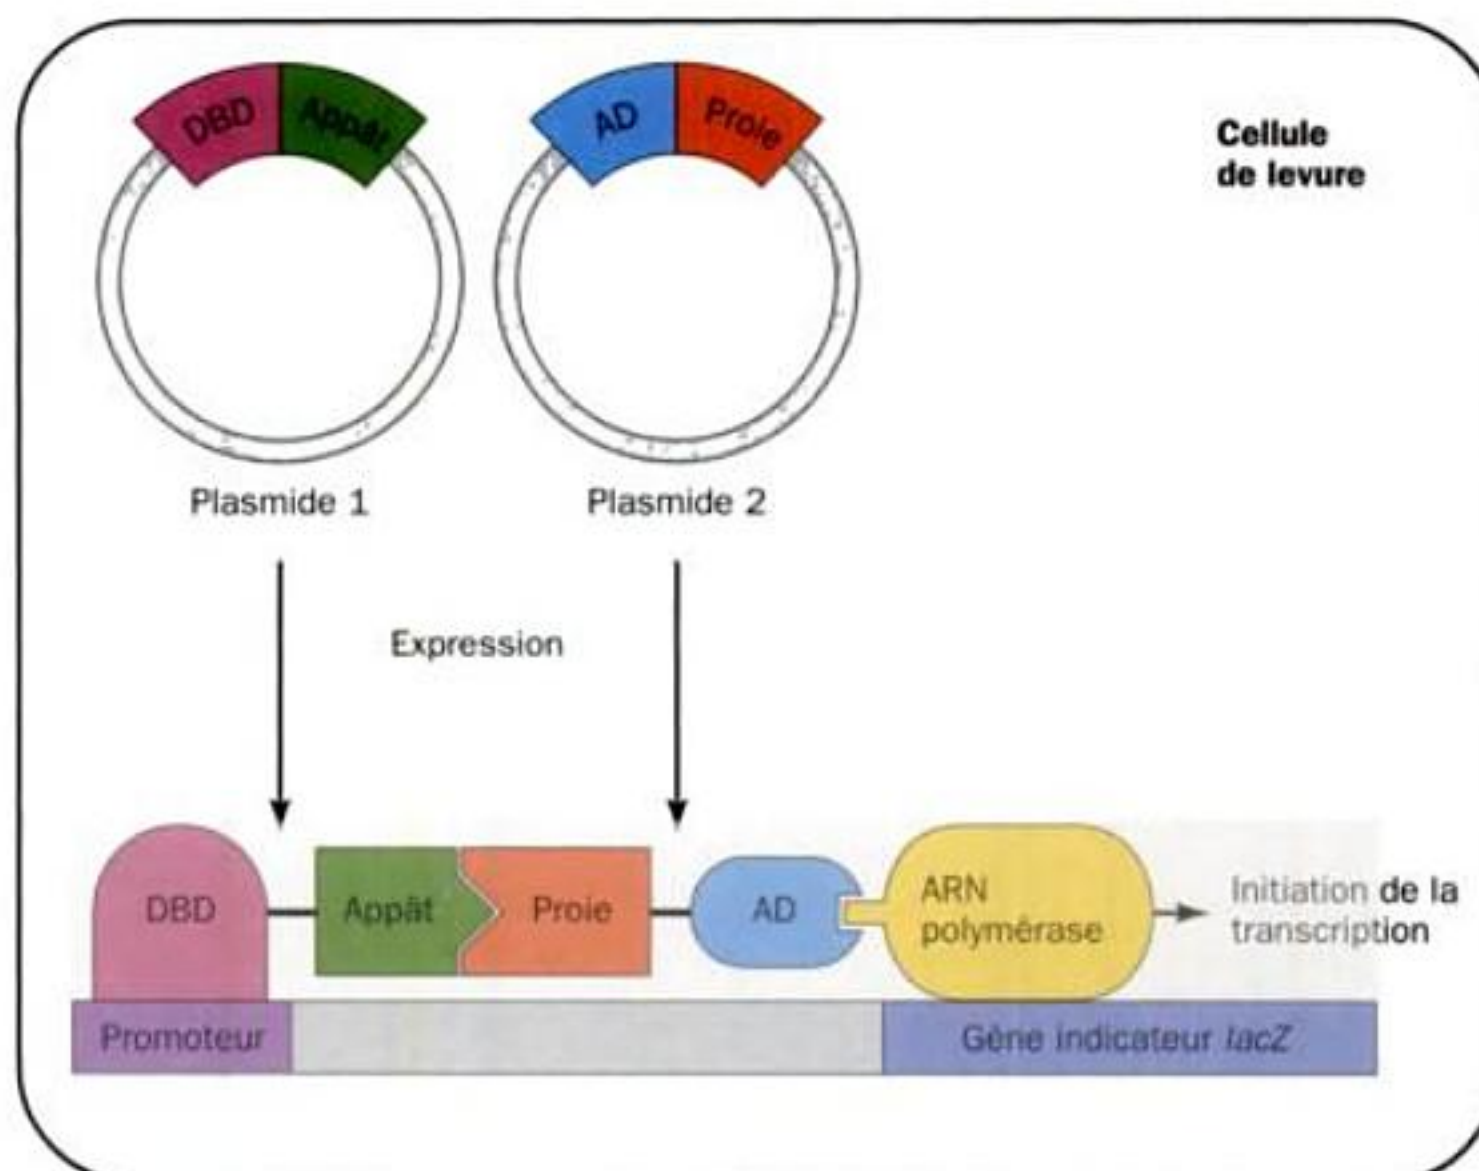 DBD
Appât
AD
Proie
Cellule
de levure
Plasmide 1
Plasmide 2
Expression
DBD
Appât
Proie
AD
ARN
polymérase
Initiation de la
transcription
Promoteur
Gène indicateur lacZ